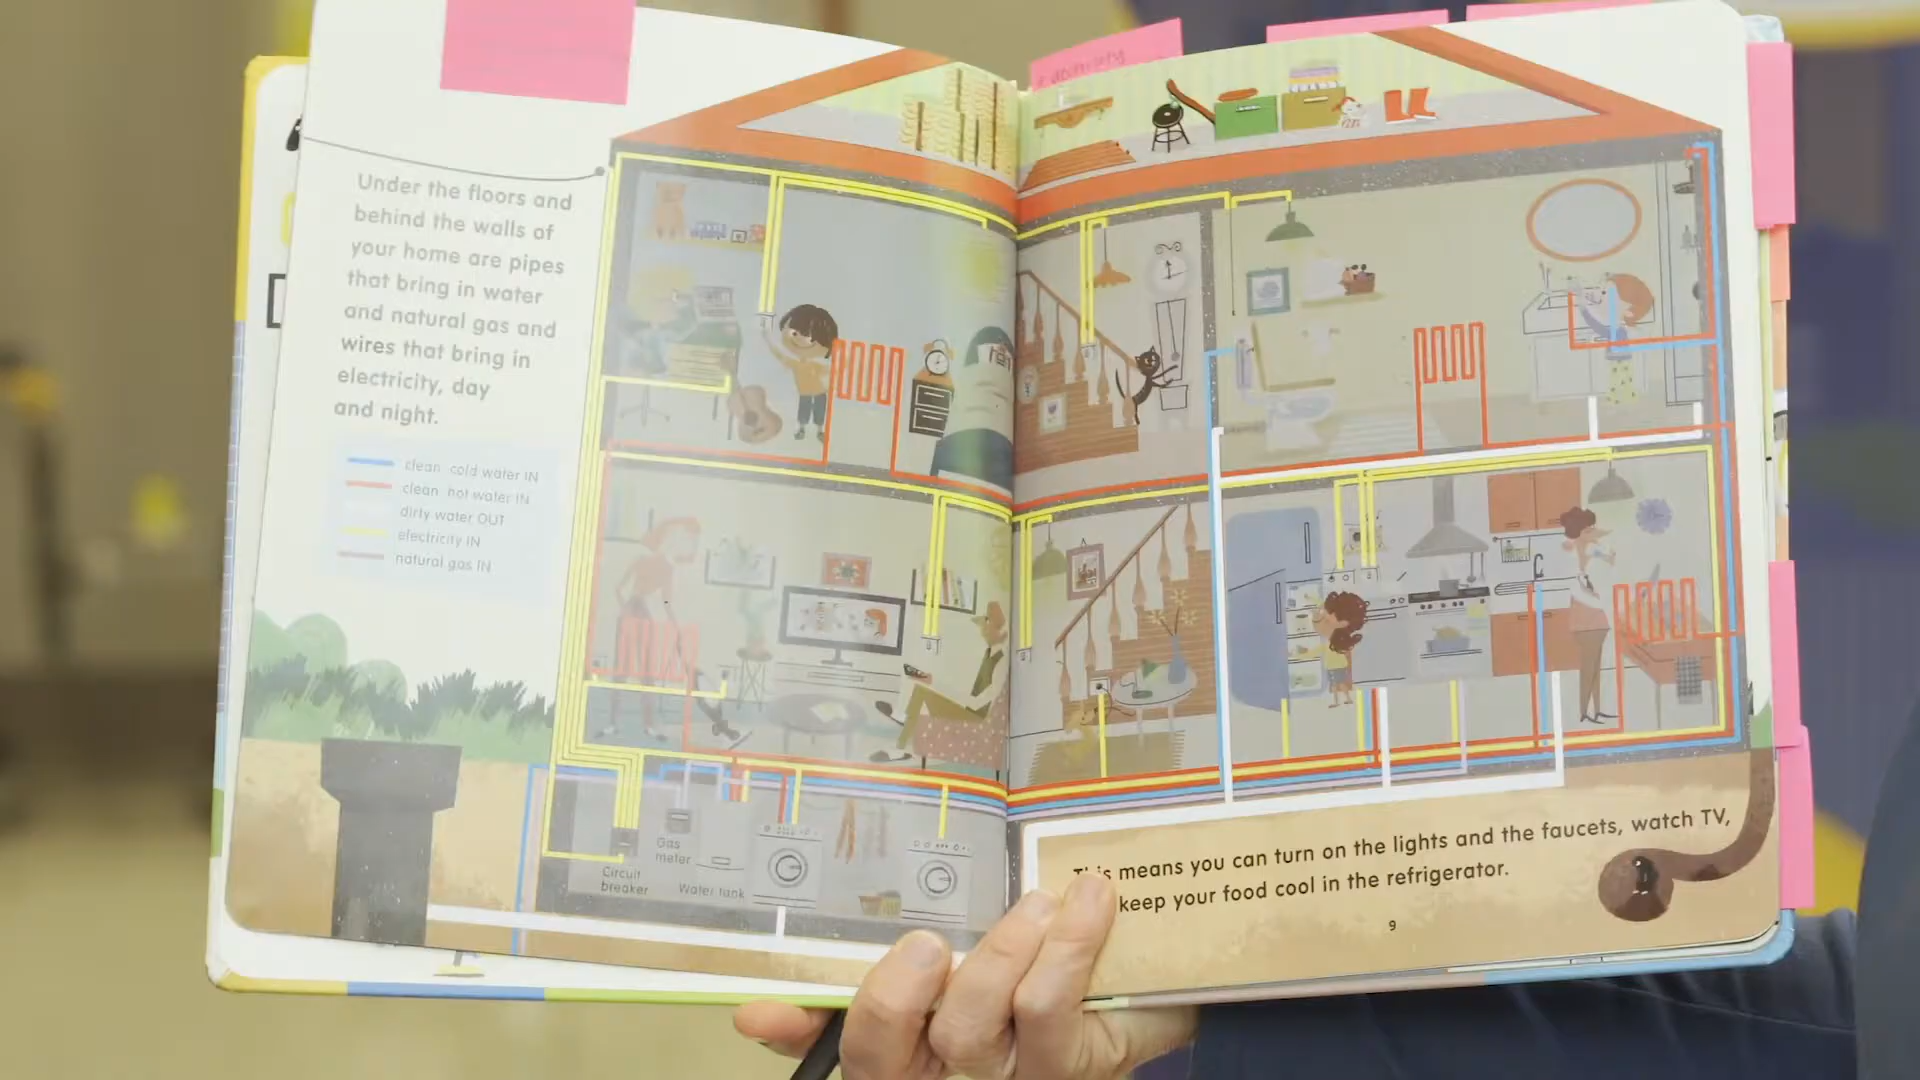 Under the floors and
behind the walls of
your home are pipes
that bring in water
and natural gas and
wires that bring in
electricity, day
and night.
clean cold water IN
clean hot water IN
dirty water OUT
electricity IN
natural gas IN
Gas
meter
Circuit
breaker
Water tank
This means you can turn on the lights and the faucets, watch TV,
keep your food cool in the refrigerator.
9